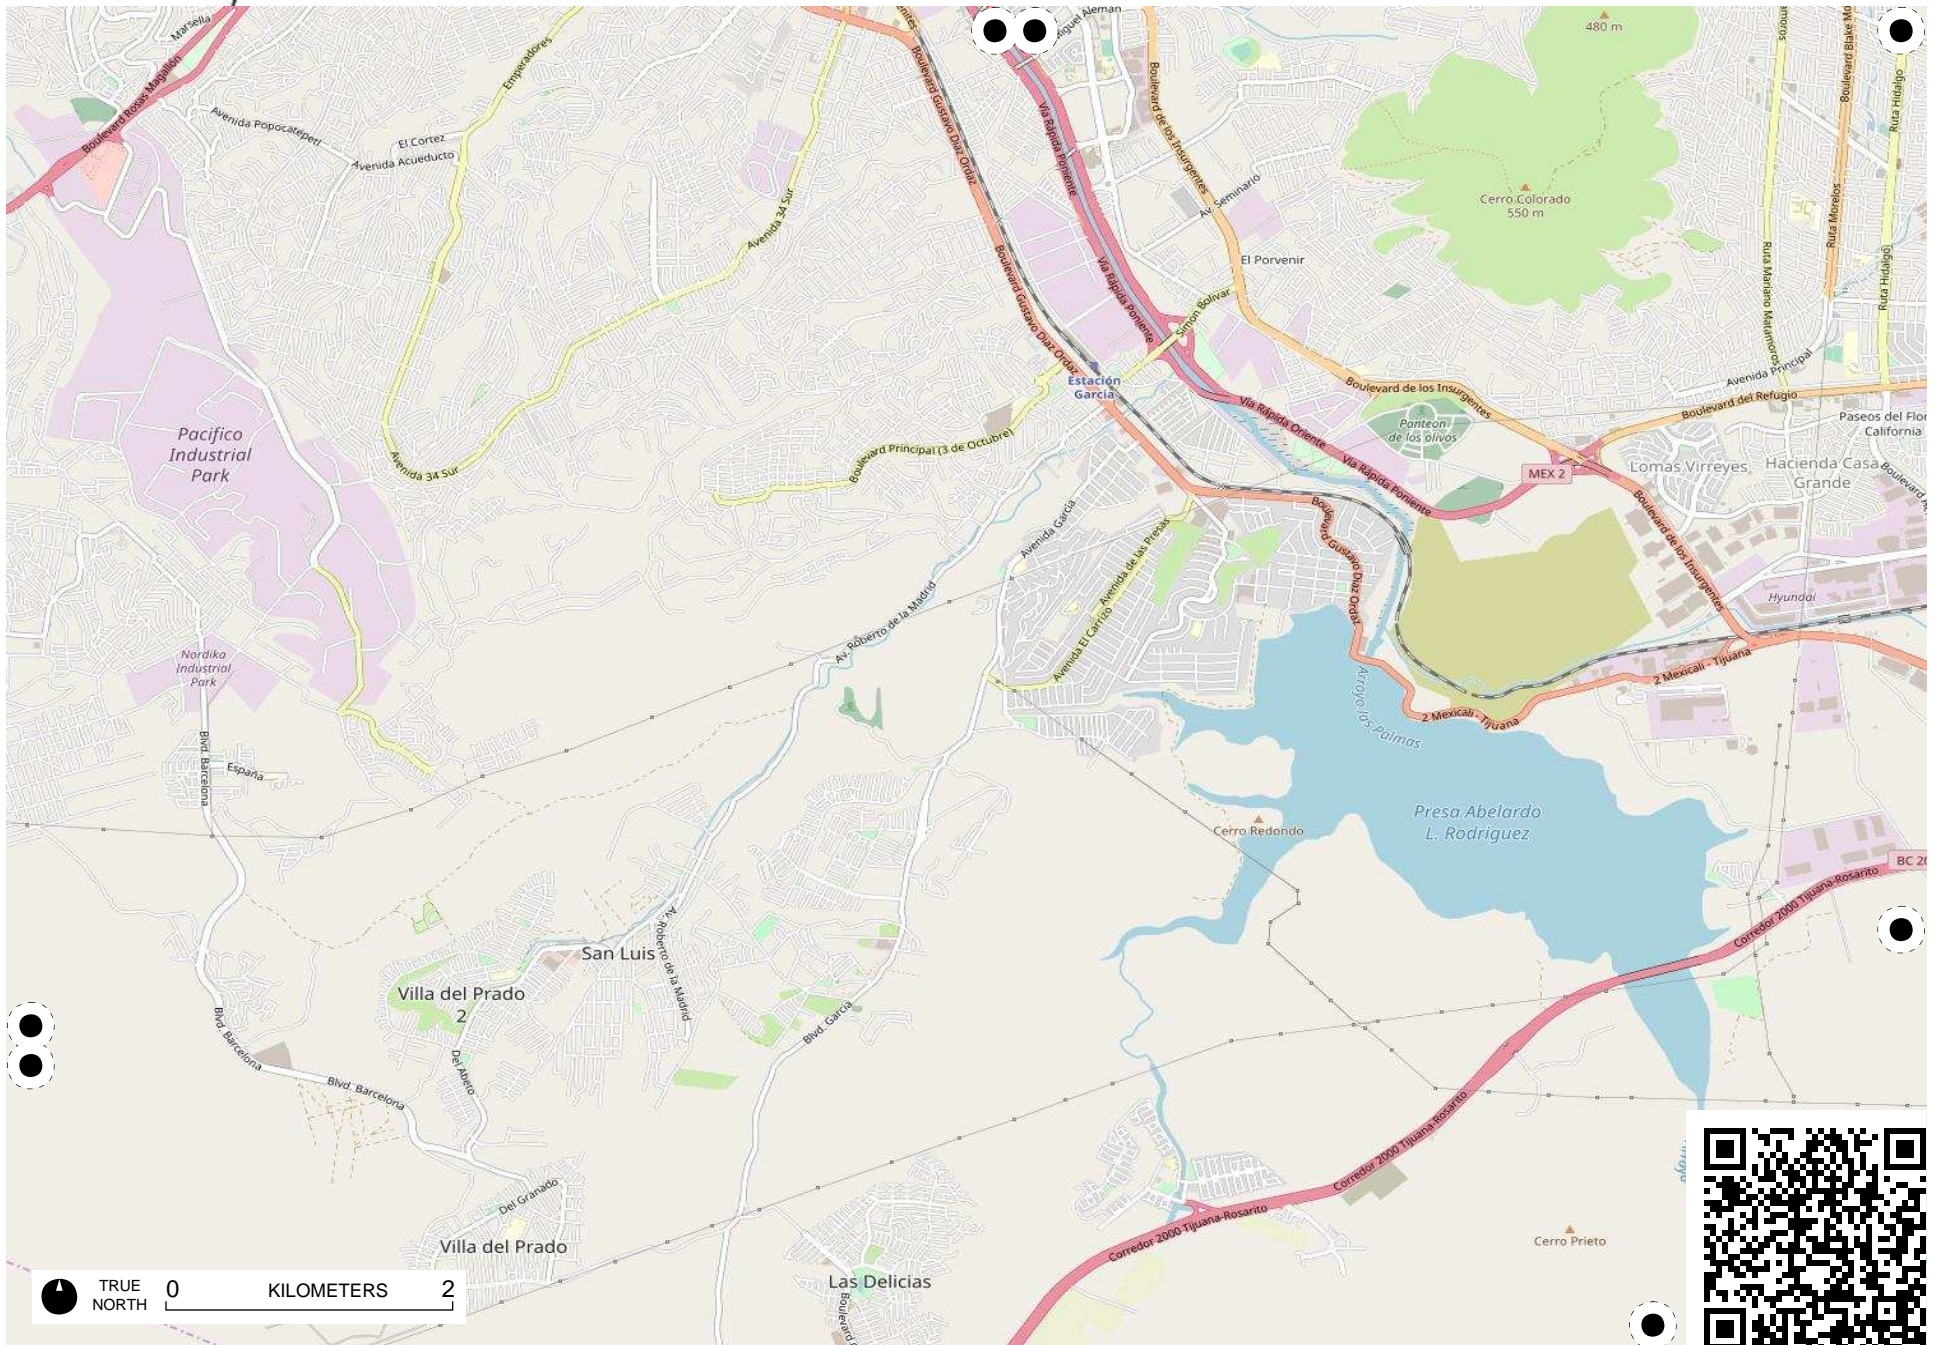 Marsella
Boulevard Rosas Magallón
Emperadores
Avenida Popocatépetl
El Cortez
Avenida Acueducto
Avenida 34 Sur
Avenida 34 Sur
Boulevard Gustavo Díaz Ordaz
Boulevard Gustavo Díaz Ordaz
Miguel Alemán
Vía Rápida Poniente
Vía Rápida Poniente
Boulevard de los Insurgentes
Av. Seminario
El Porvenir
Simón Bolívar
480 m
Cerro Colorado
550 m
Ruta Mariano Matamoros
Ruta Morelos
Ruta Hidalgo
Ruta Hidalgo
Avenida Principal
Boulevard de los Insurgentes
Boulevard del Refugio
Estación
García
Vía Rápida Oriente
Vía Rápida Poniente
Panteon
de los olivos
MEX 2
Lomas Virreyes
Hacienda Casa
Grande
Paseos del Flor
California
Pacifico
Industrial
Park
Boulevard Principal (3 de Octubre)
Avenida García
Avenida de las Presas
Avenida El Carrizo
Boulevard Gustavo Díaz Ordaz
Boulevard de los Insurgentes
Hyundai
Av. Roberto de la Madrid
Nordika
Industrial
Park
2 Mexicali - Tijuana
2 Mexicali - Tijuana
Arroyo las Palmas
Blvd. Barcelona
España
Presa Abelardo
L. Rodriguez
Cerro Redondo
BC 20
Corredor 2000 Tijuana-Rosarito
San Luis
Av. Roberto de la Madrid
Villa del Prado
2
Blvd. García
Blvd. Barcelona
Del Abeto
Blvd. Barcelona
Corredor 2000 Tijuana-Rosarito
Corredor 2000 Tijuana-Rosarito
Arroyo
Del Granado
Villa del Prado
Las Delicias
Cerro Prieto
TRUE
NORTH
0 KILOMETERS 2